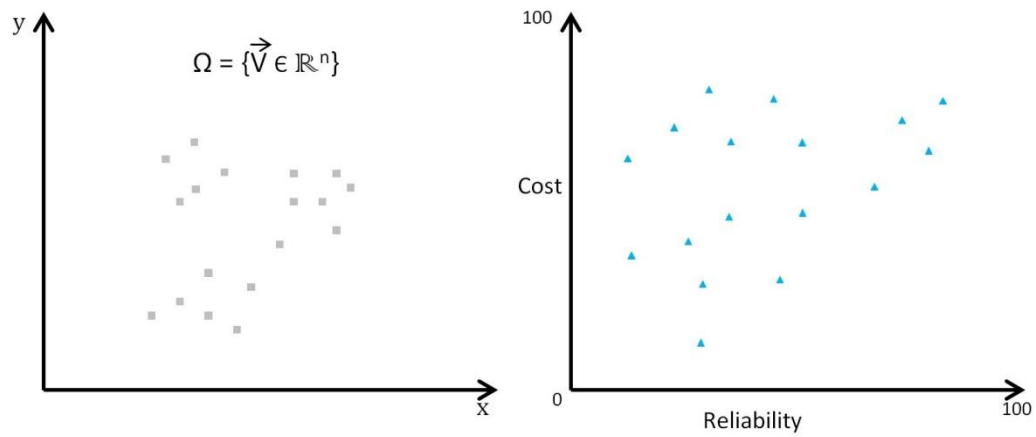 y
Ω = {V⃗ ϵ ℝⁿ}
x
100
Cost
0
Reliability
100